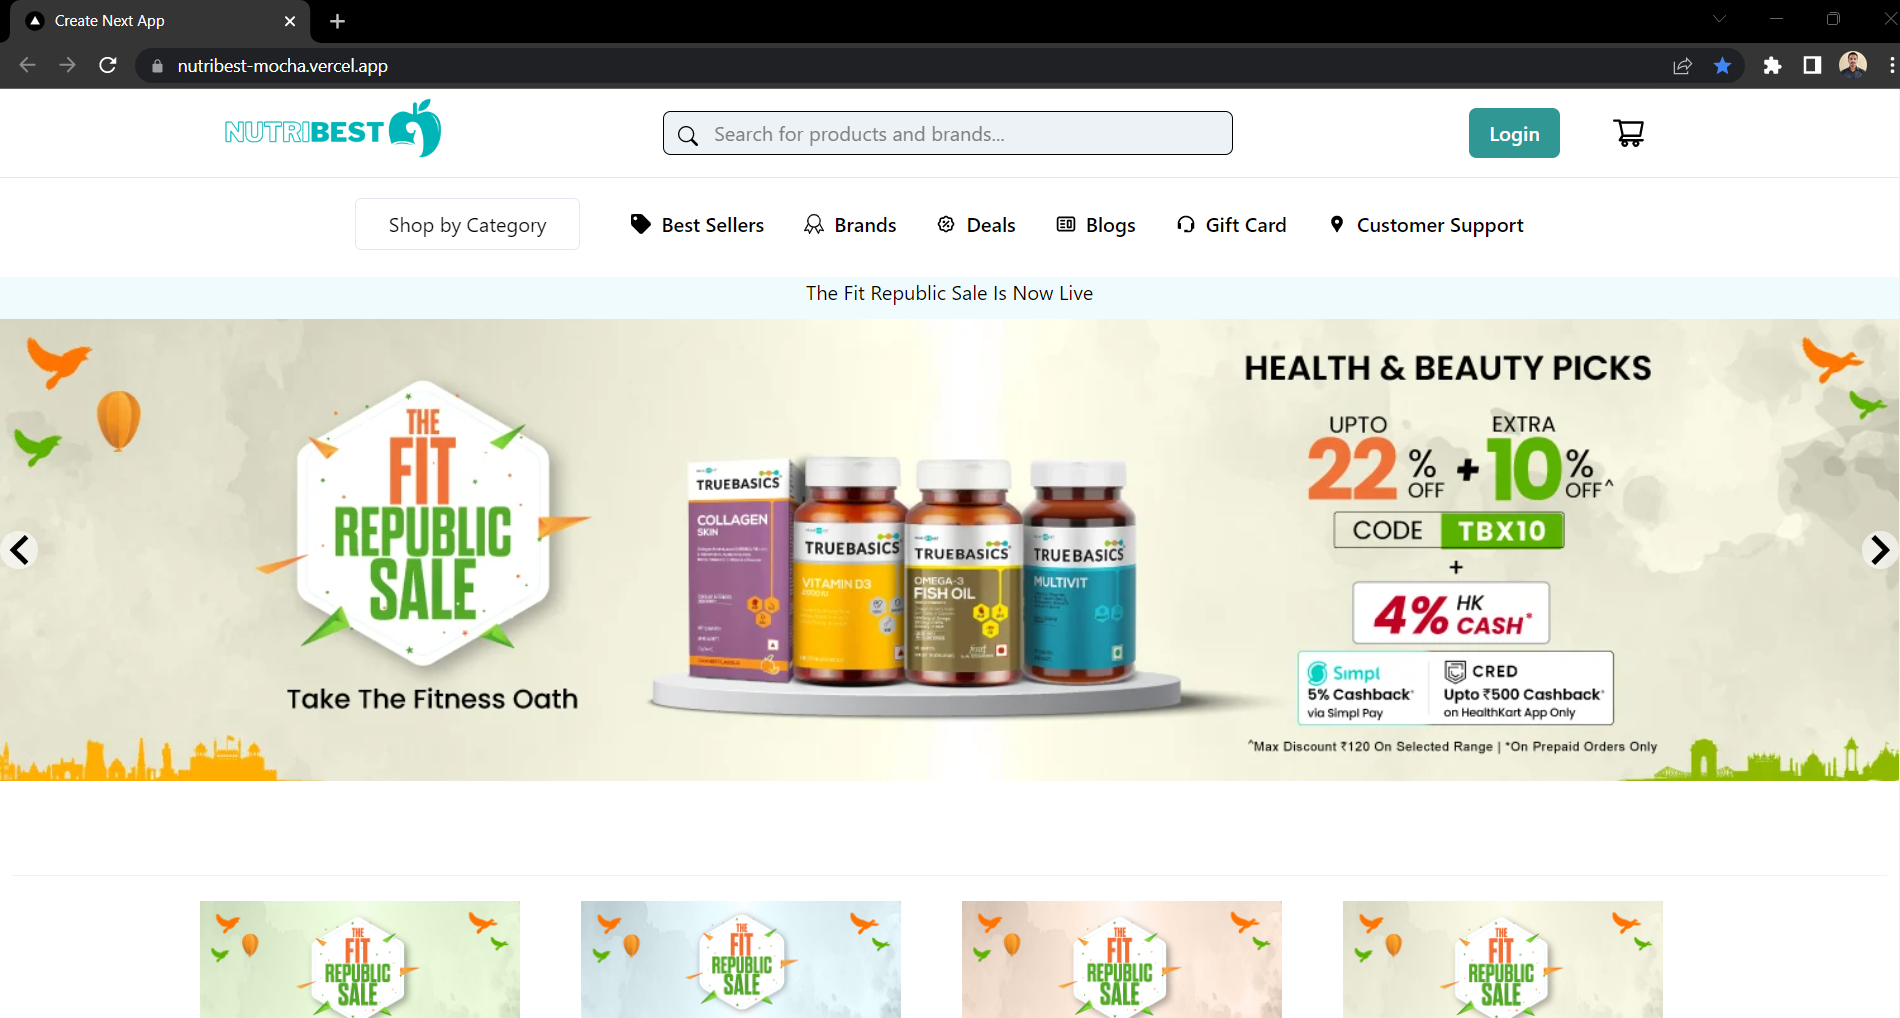 Create Next App
nutribest-mocha.vercel.app
NUTRIBEST
Search for products and brands...
Login
Shop by Category
Best Sellers
Brands
Deals
Blogs
Gift Card
Customer Support
The Fit Republic Sale Is Now Live
THE
FIT
REPUBLIC
SALE
Take The Fitness Oath
TRUEBASICS
COLLAGEN
SKIN
TRUEBASICS
VITAMIN D3
TRUEBASICS
OMEGA-3
FISH OIL
TRUEBASICS
MULTIVIT
HEALTH & BEAUTY PICKS
UPTO
22% OFF
+
EXTRA
10% OFF^
CODE TBX10
+
4% HK CASH*
Simpl
5% Cashback*
via Simpl Pay
CRED
Upto ₹500 Cashback*
on HealthKart App Only
^Max Discount ₹120 On Selected Range | *On Prepaid Orders Only
THE
FIT
REPUBLIC
SALE
THE
FIT
REPUBLIC
SALE
THE
FIT
REPUBLIC
SALE
THE
FIT
REPUBLIC
SALE